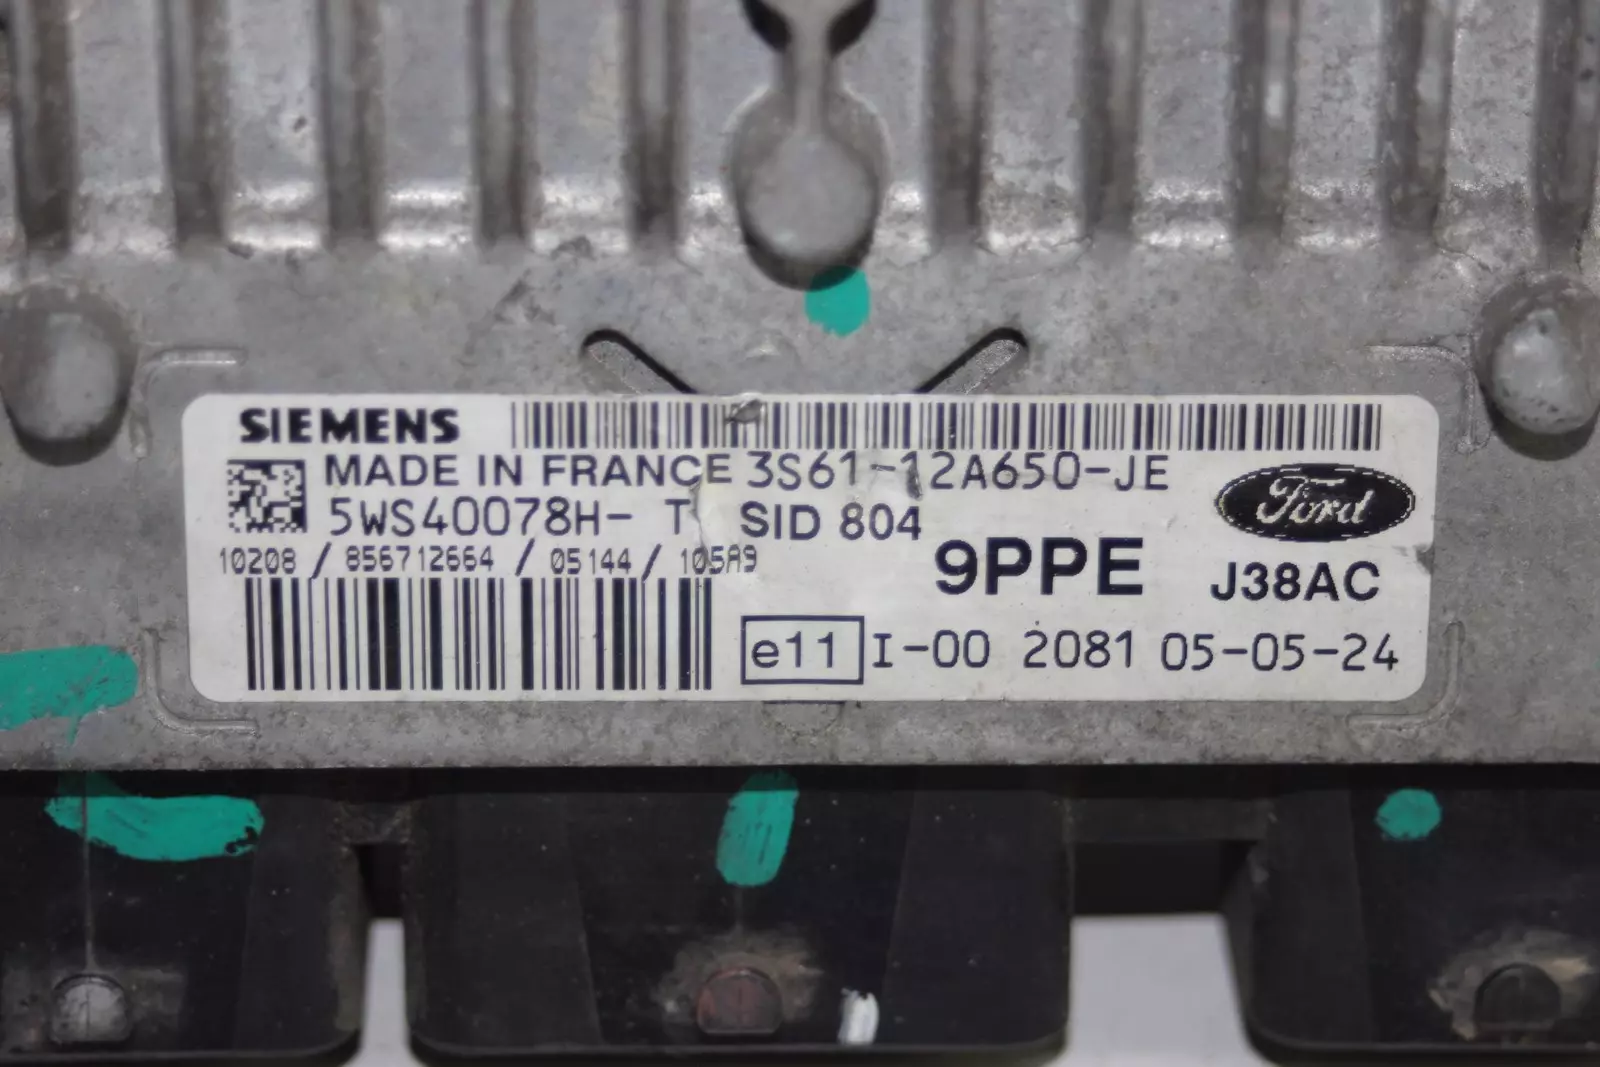 SIEMENS
MADE IN FRANCE 3S61-12A650-JE
Ford
5WS40078H- T SID 804
10208 / 856712664 / 05144 / 105A9
9PPE J38AC
e11 I-00 2081 05-05-24